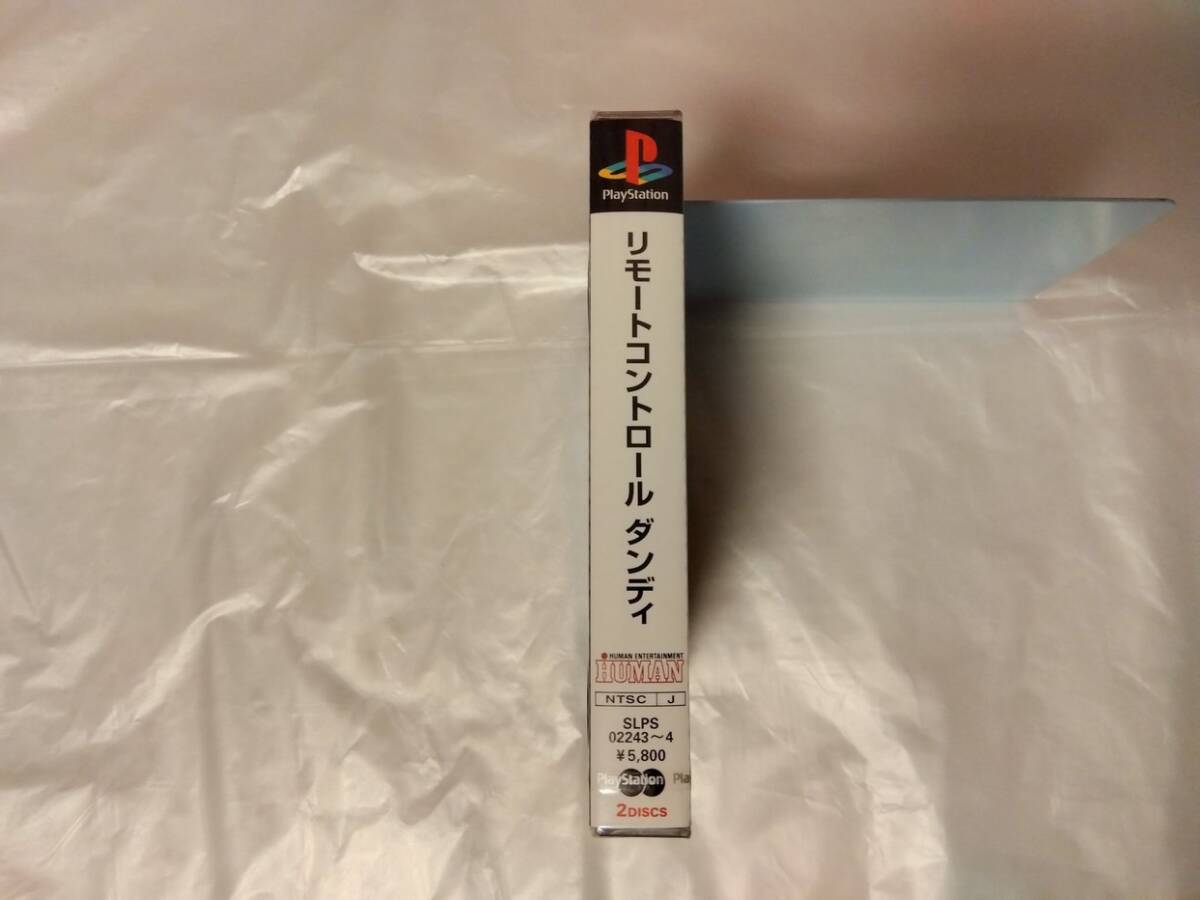 PlayStation
リモートコントロール ダンディ
HUMAN ENTERTAINMENT
HUMAN
NTSC J
SLPS
02243～4
¥5,800
PlayStation Pla
2DISCS